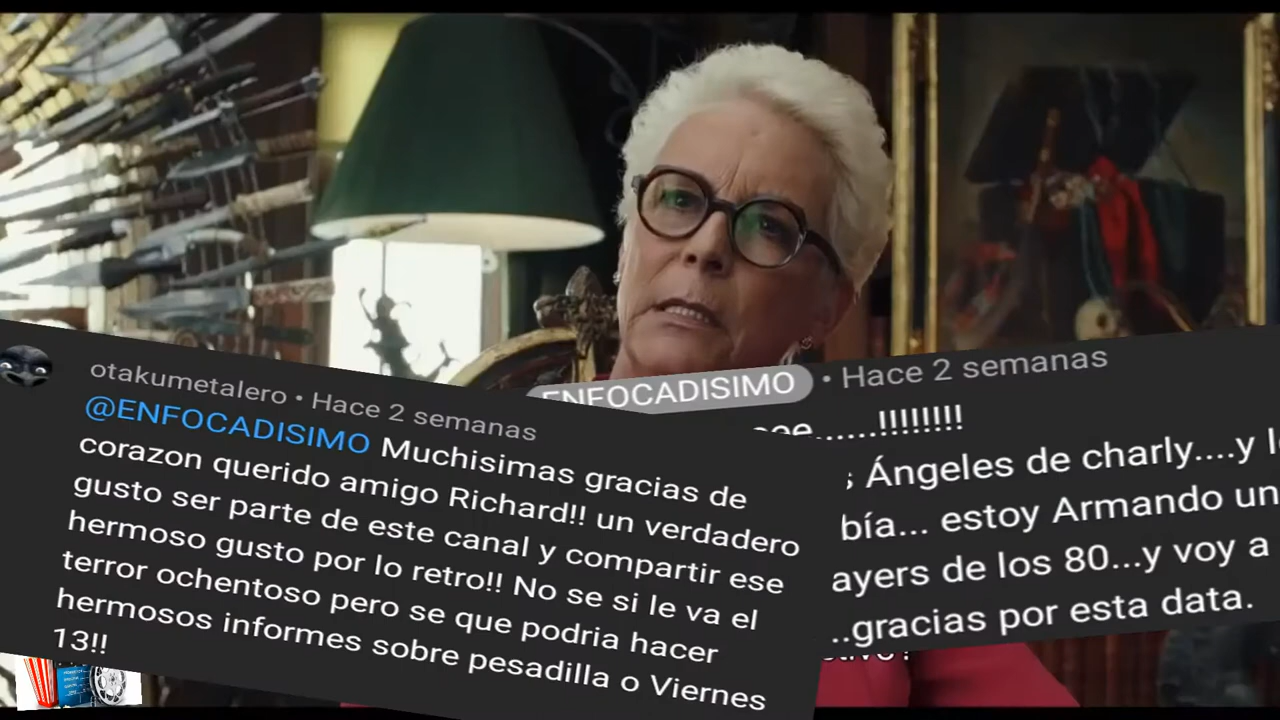 otakumetalero • Hace 2 semanas
@ENFOCADISIMO Muchisimas gracias de
corazon querido amigo Richard!! un verdadero
gusto ser parte de este canal y compartir ese
hermoso gusto por lo retro!! No se si le va el
terror ochentoso pero se que podria hacer
hermosos informes sobre pesadilla o Viernes
13!!
ENFOCADISIMO • Hace 2 semanas
......!!!!!!!!
Ángeles de charly....y
bía... estoy Armando un
ayers de los 80...y voy a
..gracias por esta data.